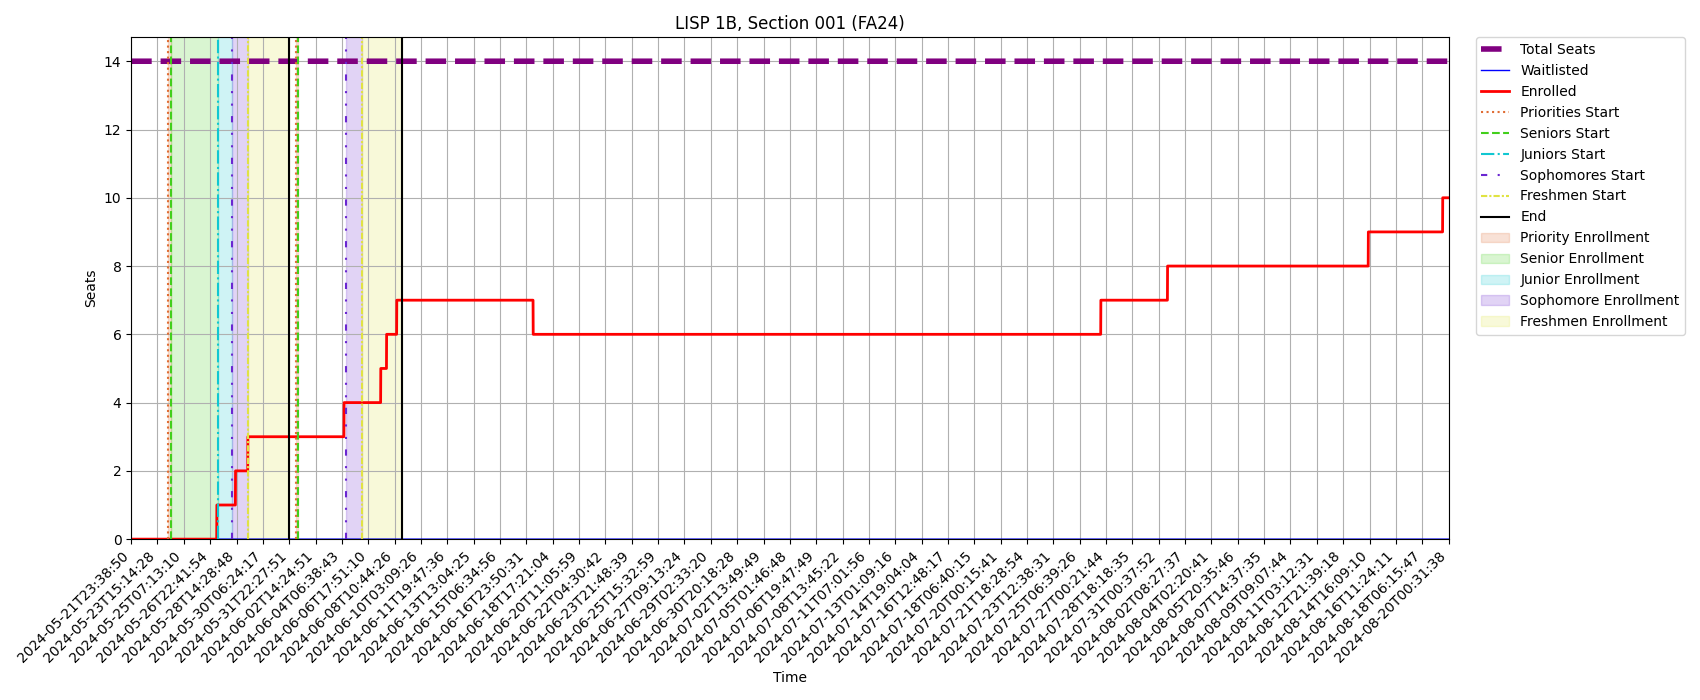 LISP 1B, Section 001 (FA24)
Total Seats
Waitlisted
Enrolled
Priorities Start
Seniors Start
Juniors Start
Sophomores Start
Freshmen Start
End
Priority Enrollment
Senior Enrollment
Junior Enrollment
Sophomore Enrollment
Freshmen Enrollment
Seats
14
12
10
8
6
4
2
0
2024-05-21T23:38:50
2024-05-23T15:14:28
2024-05-25T07:13:10
2024-05-26T22:41:54
2024-05-28T14:28:48
2024-05-30T06:24:17
2024-05-31T22:27:51
2024-06-02T14:24:51
2024-06-04T06:38:43
2024-06-06T17:51:10
2024-06-08T10:44:26
2024-06-10T03:09:26
2024-06-11T19:47:36
2024-06-13T13:04:25
2024-06-15T06:34:56
2024-06-16T23:50:31
2024-06-18T17:21:04
2024-06-20T11:05:59
2024-06-22T04:30:42
2024-06-23T21:48:39
2024-06-25T15:32:59
2024-06-27T09:13:24
2024-06-29T02:33:20
2024-06-30T20:18:28
2024-07-02T13:49:49
2024-07-05T01:46:48
2024-07-06T19:47:49
2024-07-08T13:45:22
2024-07-11T07:01:56
2024-07-13T01:09:16
2024-07-14T19:04:04
2024-07-16T12:48:17
2024-07-18T06:40:15
2024-07-20T00:15:41
2024-07-21T18:28:54
2024-07-23T12:38:31
2024-07-25T06:39:26
2024-07-27T00:21:44
2024-07-28T18:18:35
2024-07-31T00:37:52
2024-08-02T08:27:37
2024-08-04T02:20:41
2024-08-05T20:35:46
2024-08-07T14:37:35
2024-08-09T09:07:44
2024-08-11T03:12:31
2024-08-12T21:39:18
2024-08-14T16:09:10
2024-08-16T11:24:11
2024-08-18T06:15:47
2024-08-20T00:31:38
Time